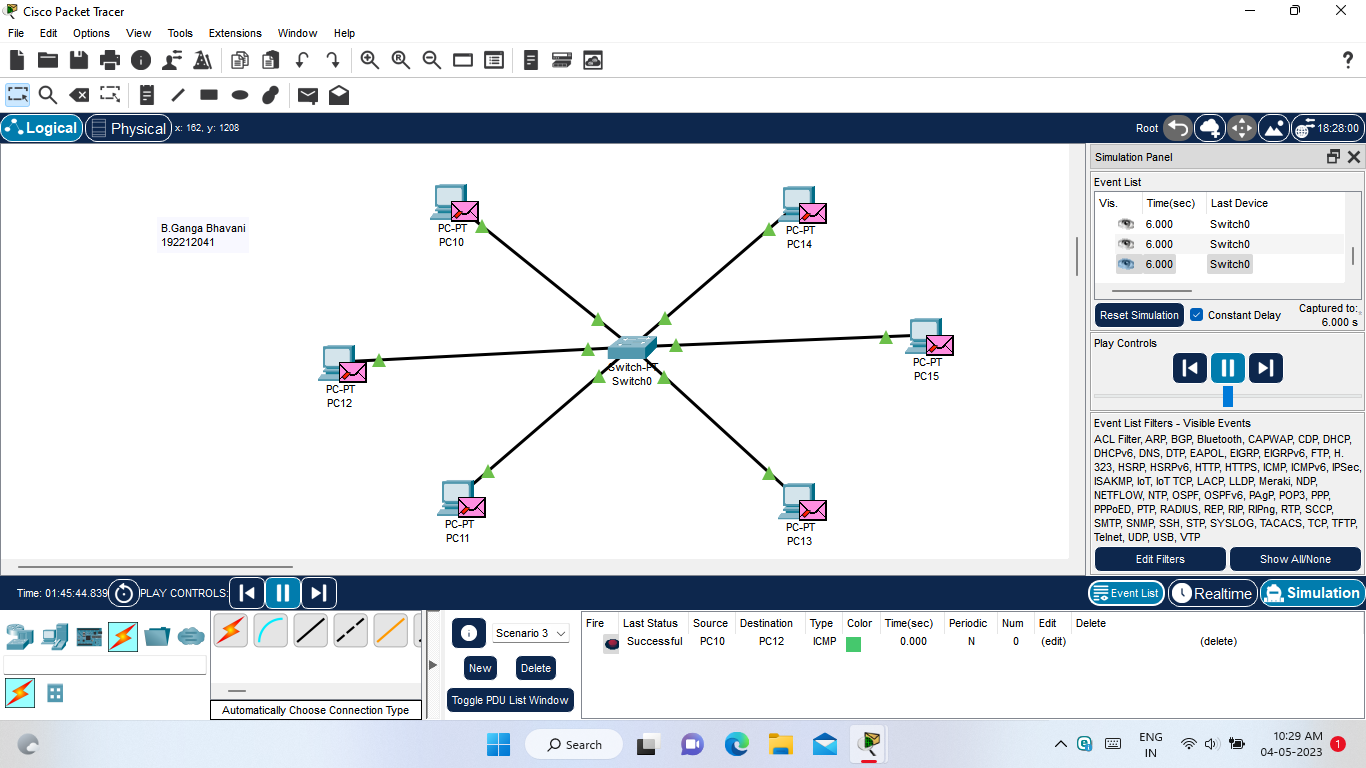 Cisco Packet Tracer
File Edit Options View Tools Extensions Window Help
Logical Physical x: 162, y: 1208 Root 18:28:00
B.Ganga Bhavani
192212041
PC-PT
PC10
PC-PT
PC14
PC-PT
PC12
Switch-PT
Switch0
PC-PT
PC15
PC-PT
PC11
PC-PT
PC13
Simulation Panel
Event List
Vis. Time(sec) Last Device
6.000 Switch0
6.000 Switch0
6.000 Switch0
Reset Simulation Constant Delay Captured to:
6.000 s
Play Controls
Event List Filters - Visible Events
ACL Filter, ARP, BGP, Bluetooth, CAPWAP, CDP, DHCP,
DHCPv6, DNS, DTP, EAPOL, EIGRP, EIGRPv6, FTP, H.
323, HSRP, HSRPv6, HTTP, HTTPS, ICMP, ICMPv6, IPSec,
ISAKMP, IoT, IoT TCP, LACP, LLDP, Meraki, NDP,
NETFLOW, NTP, OSPF, OSPFv6, PAgP, POP3, PPP,
PPPoED, PTP, RADIUS, REP, RIP, RIPng, RTP, SCCP,
SMTP, SNMP, SSH, STP, SYSLOG, TACACS, TCP, TFTP,
Telnet, UDP, USB, VTP
Edit Filters Show All/None
Time: 01:45:44.839 PLAY CONTROLS: Event List Realtime Simulation
Scenario 3
New Delete
Toggle PDU List Window
Fire Last Status Source Destination Type Color Time(sec) Periodic Num Edit Delete
Successful PC10 PC12 ICMP 0.000 N 0 (edit) (delete)
Automatically Choose Connection Type
Search
ENG
IN
10:29 AM
04-05-2023
1